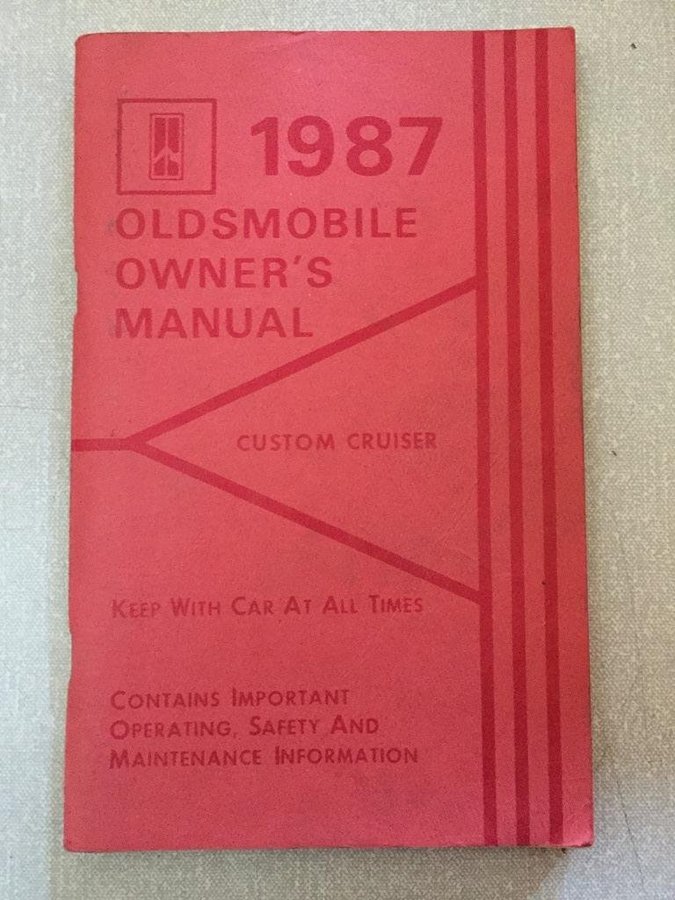 1987
OLDSMOBILE
OWNER'S
MANUAL
CUSTOM CRUISER
KEEP WITH CAR AT ALL TIMES
CONTAINS IMPORTANT
OPERATING, SAFETY AND
MAINTENANCE INFORMATION